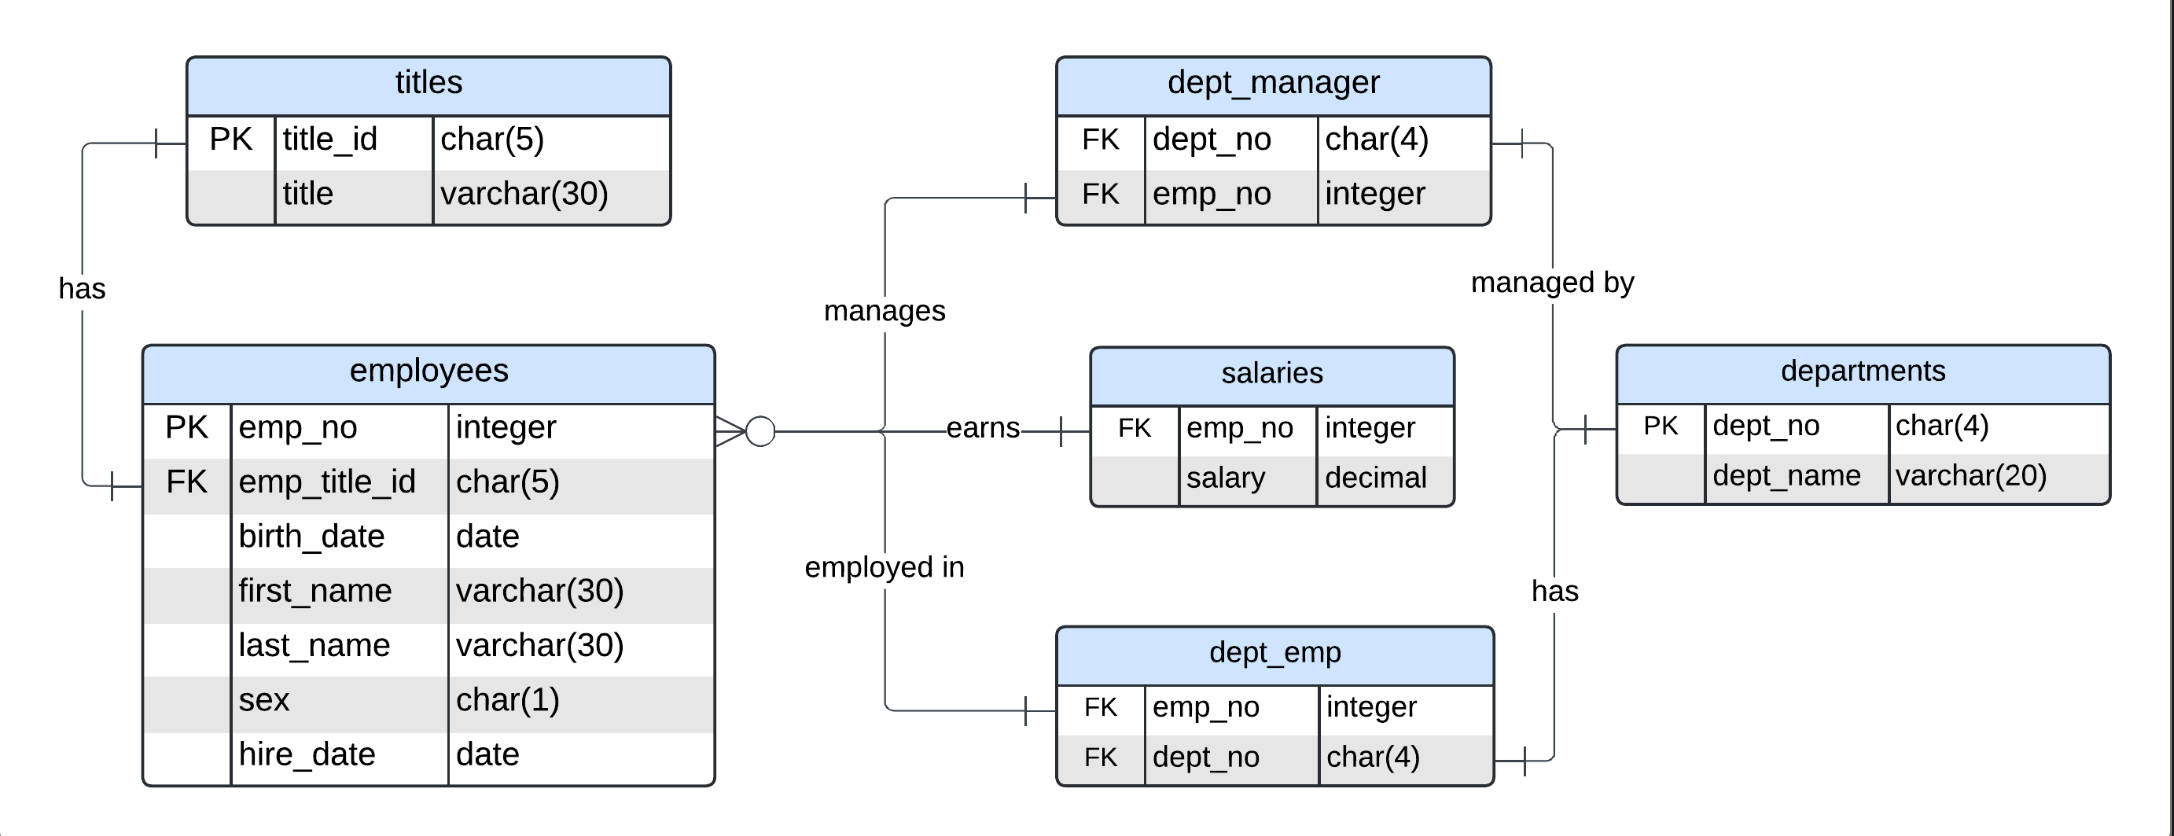 titles
PK title_id char(5)
title varchar(30)
has
employees
PK emp_no integer
FK emp_title_id char(5)
birth_date date
first_name varchar(30)
last_name varchar(30)
sex char(1)
hire_date date
manages
earns
employed in
dept_manager
FK dept_no char(4)
FK emp_no integer
salaries
FK emp_no integer
salary decimal
dept_emp
FK emp_no integer
FK dept_no char(4)
managed by
has
departments
PK dept_no char(4)
dept_name varchar(20)